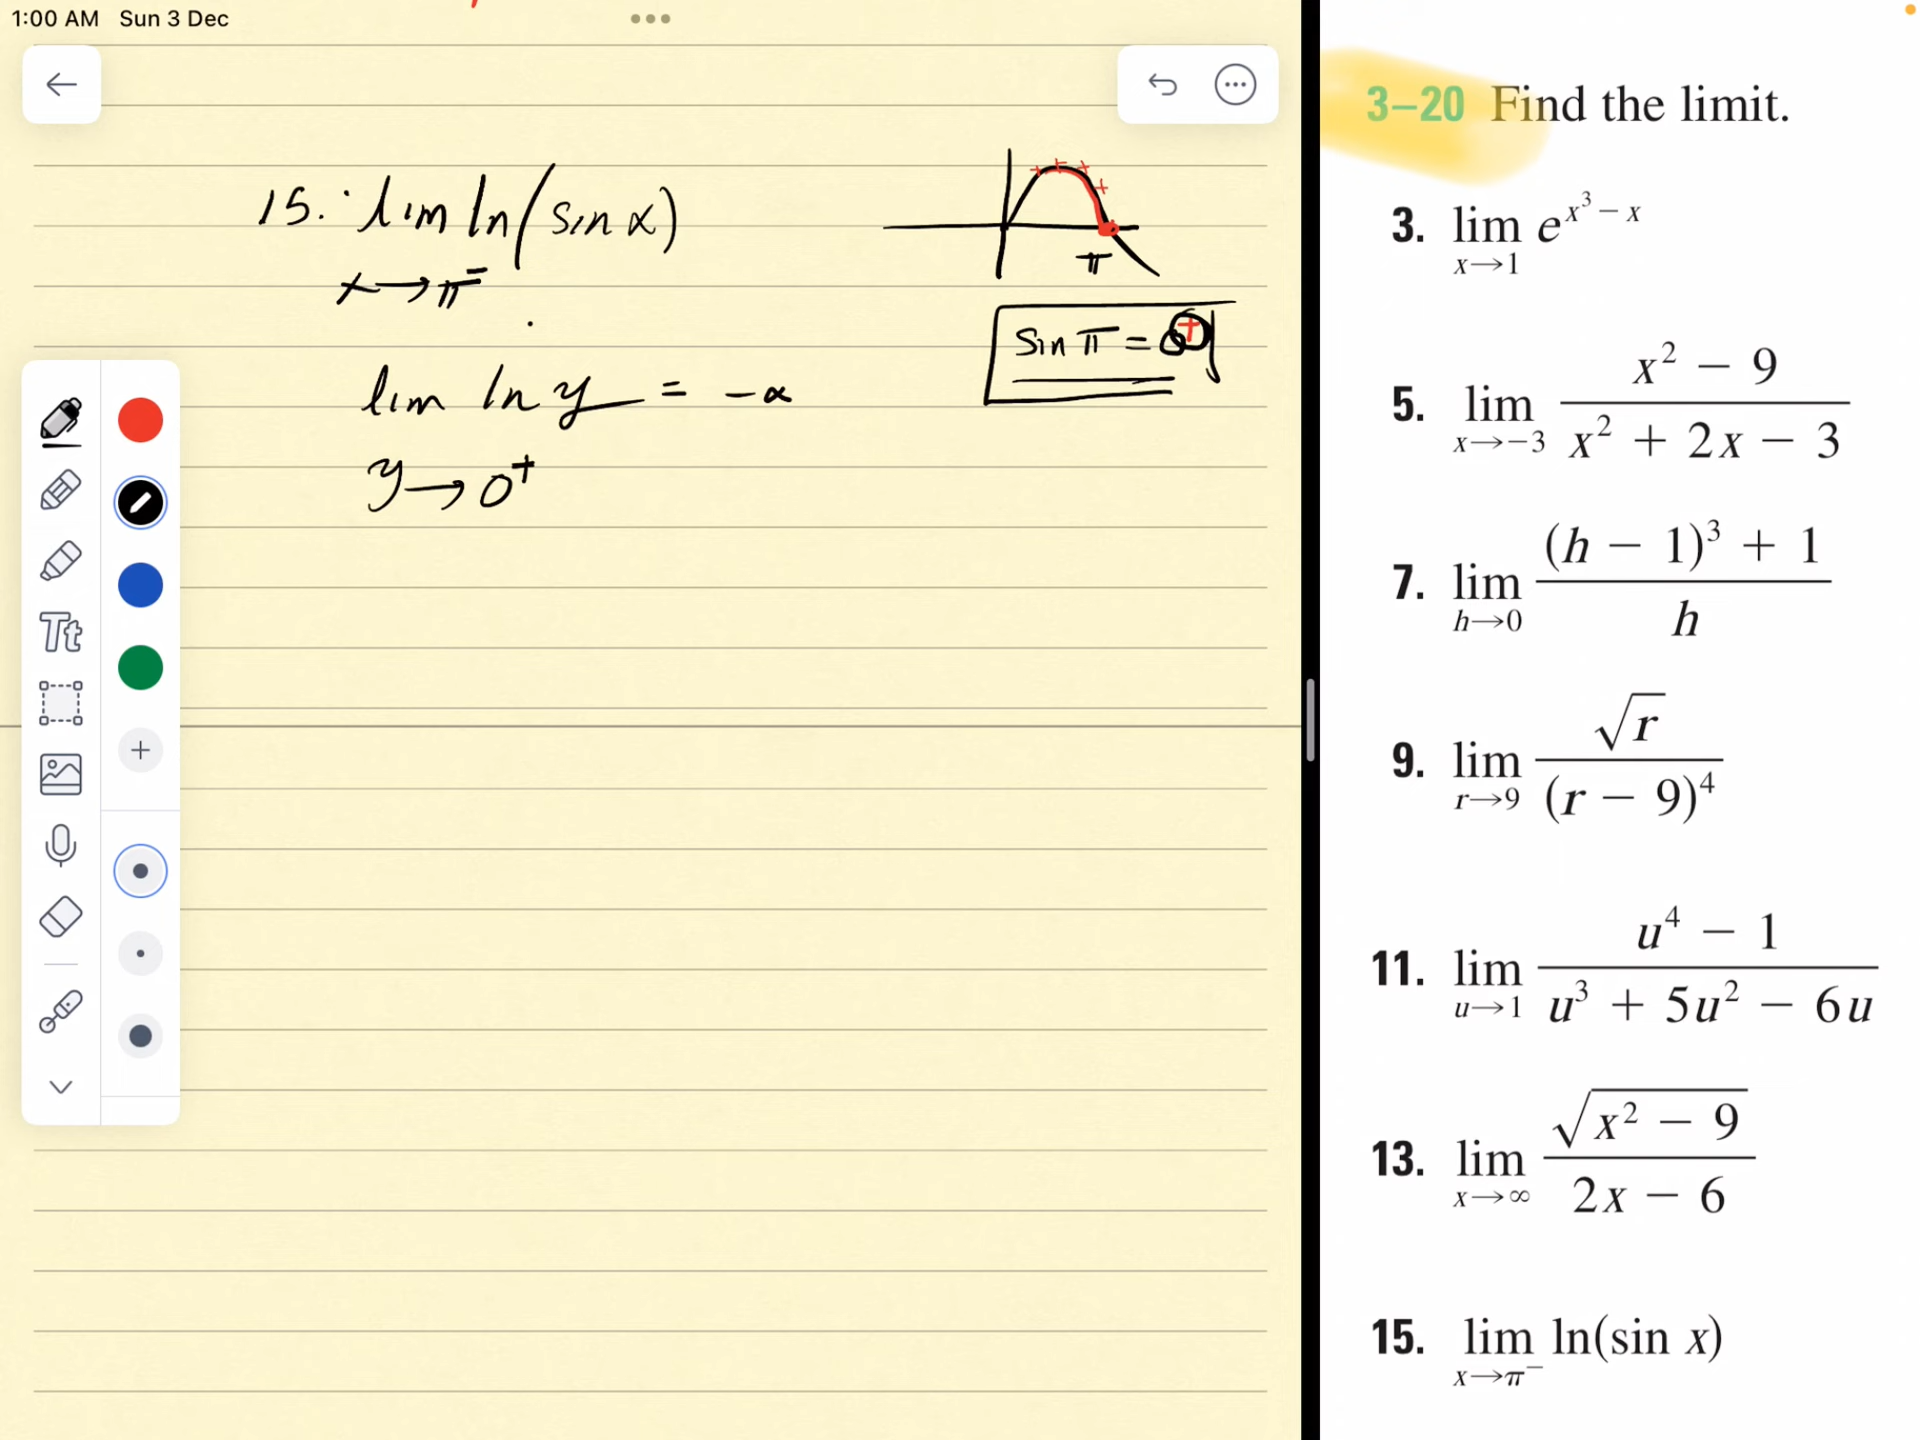 1:00 AM Sun 3 Dec
15. lim ln(sin x)
x→π⁻
π
sin π = 0⁺
lim ln y = -∞
y→0⁺
Tt
3–20 Find the limit.
3. lim e^(x³ − x)
x→1
x² − 9
5. lim
x→−3 x² + 2x − 3
(h − 1)³ + 1
7. lim
h→0 h
√r
9. lim
r→9 (r − 9)⁴
u⁴ − 1
11. lim
u→1 u³ + 5u² − 6u
√(x² − 9)
13. lim
x→∞ 2x − 6
15. lim ln(sin x)
x→π⁻